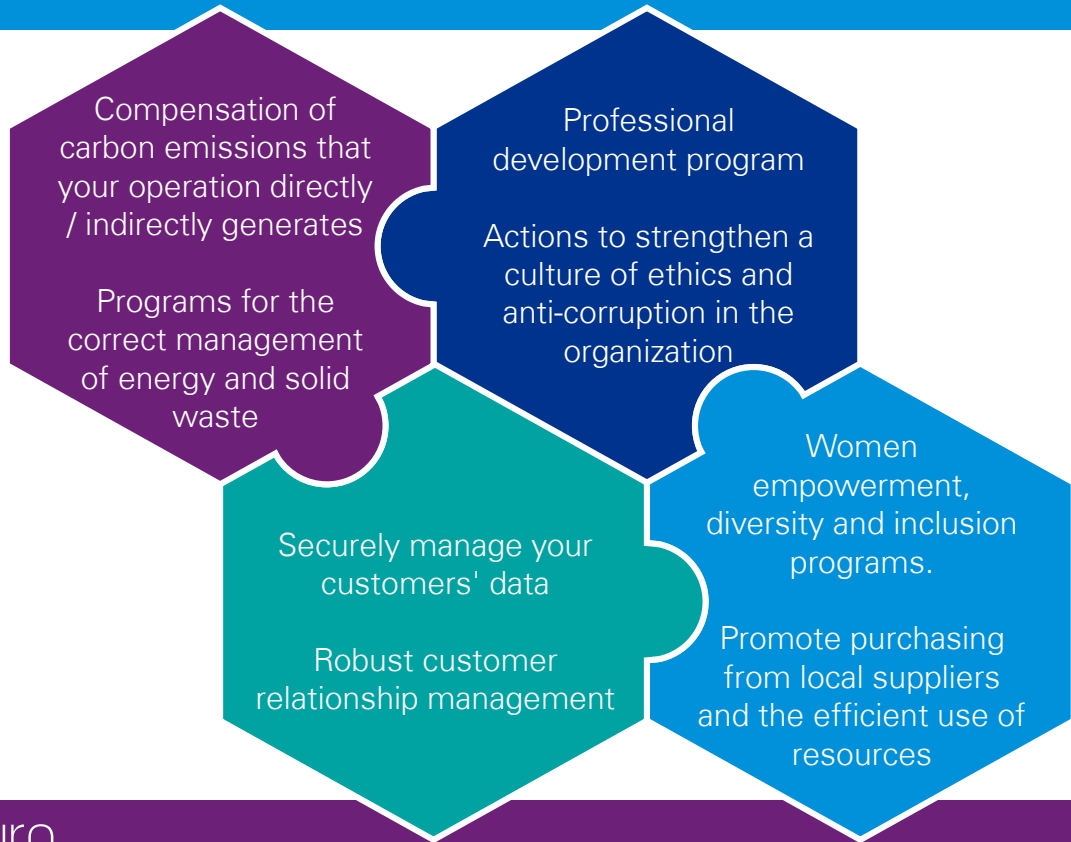 Compensation of
carbon emissions that
your operation directly
/ indirectly generates
Programs for the
correct management
of energy and solid
waste
Professional
development program
Actions to strengthen a
culture of ethics and
anti-corruption in the
organization
Securely manage your
customers' data
Robust customer
relationship management
Women
empowerment,
diversity and inclusion
programs.
Promote purchasing
from local suppliers
and the efficient use of
resources